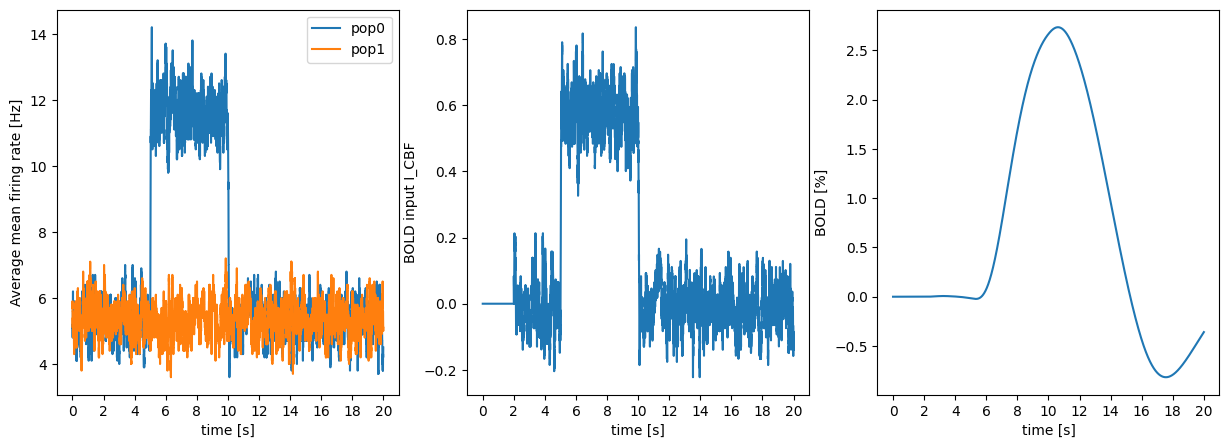 pop0
pop1
Average mean firing rate [Hz]
14
12
10
8
6
4
0 2 4 6 8 10 12 14 16 18 20
time [s]
BOLD input I_CBF
0.8
0.6
0.4
0.2
0.0
−0.2
0 2 4 6 8 10 12 14 16 18 20
time [s]
BOLD [%]
2.5
2.0
1.5
1.0
0.5
0.0
−0.5
0 2 4 6 8 10 12 14 16 18 20
time [s]